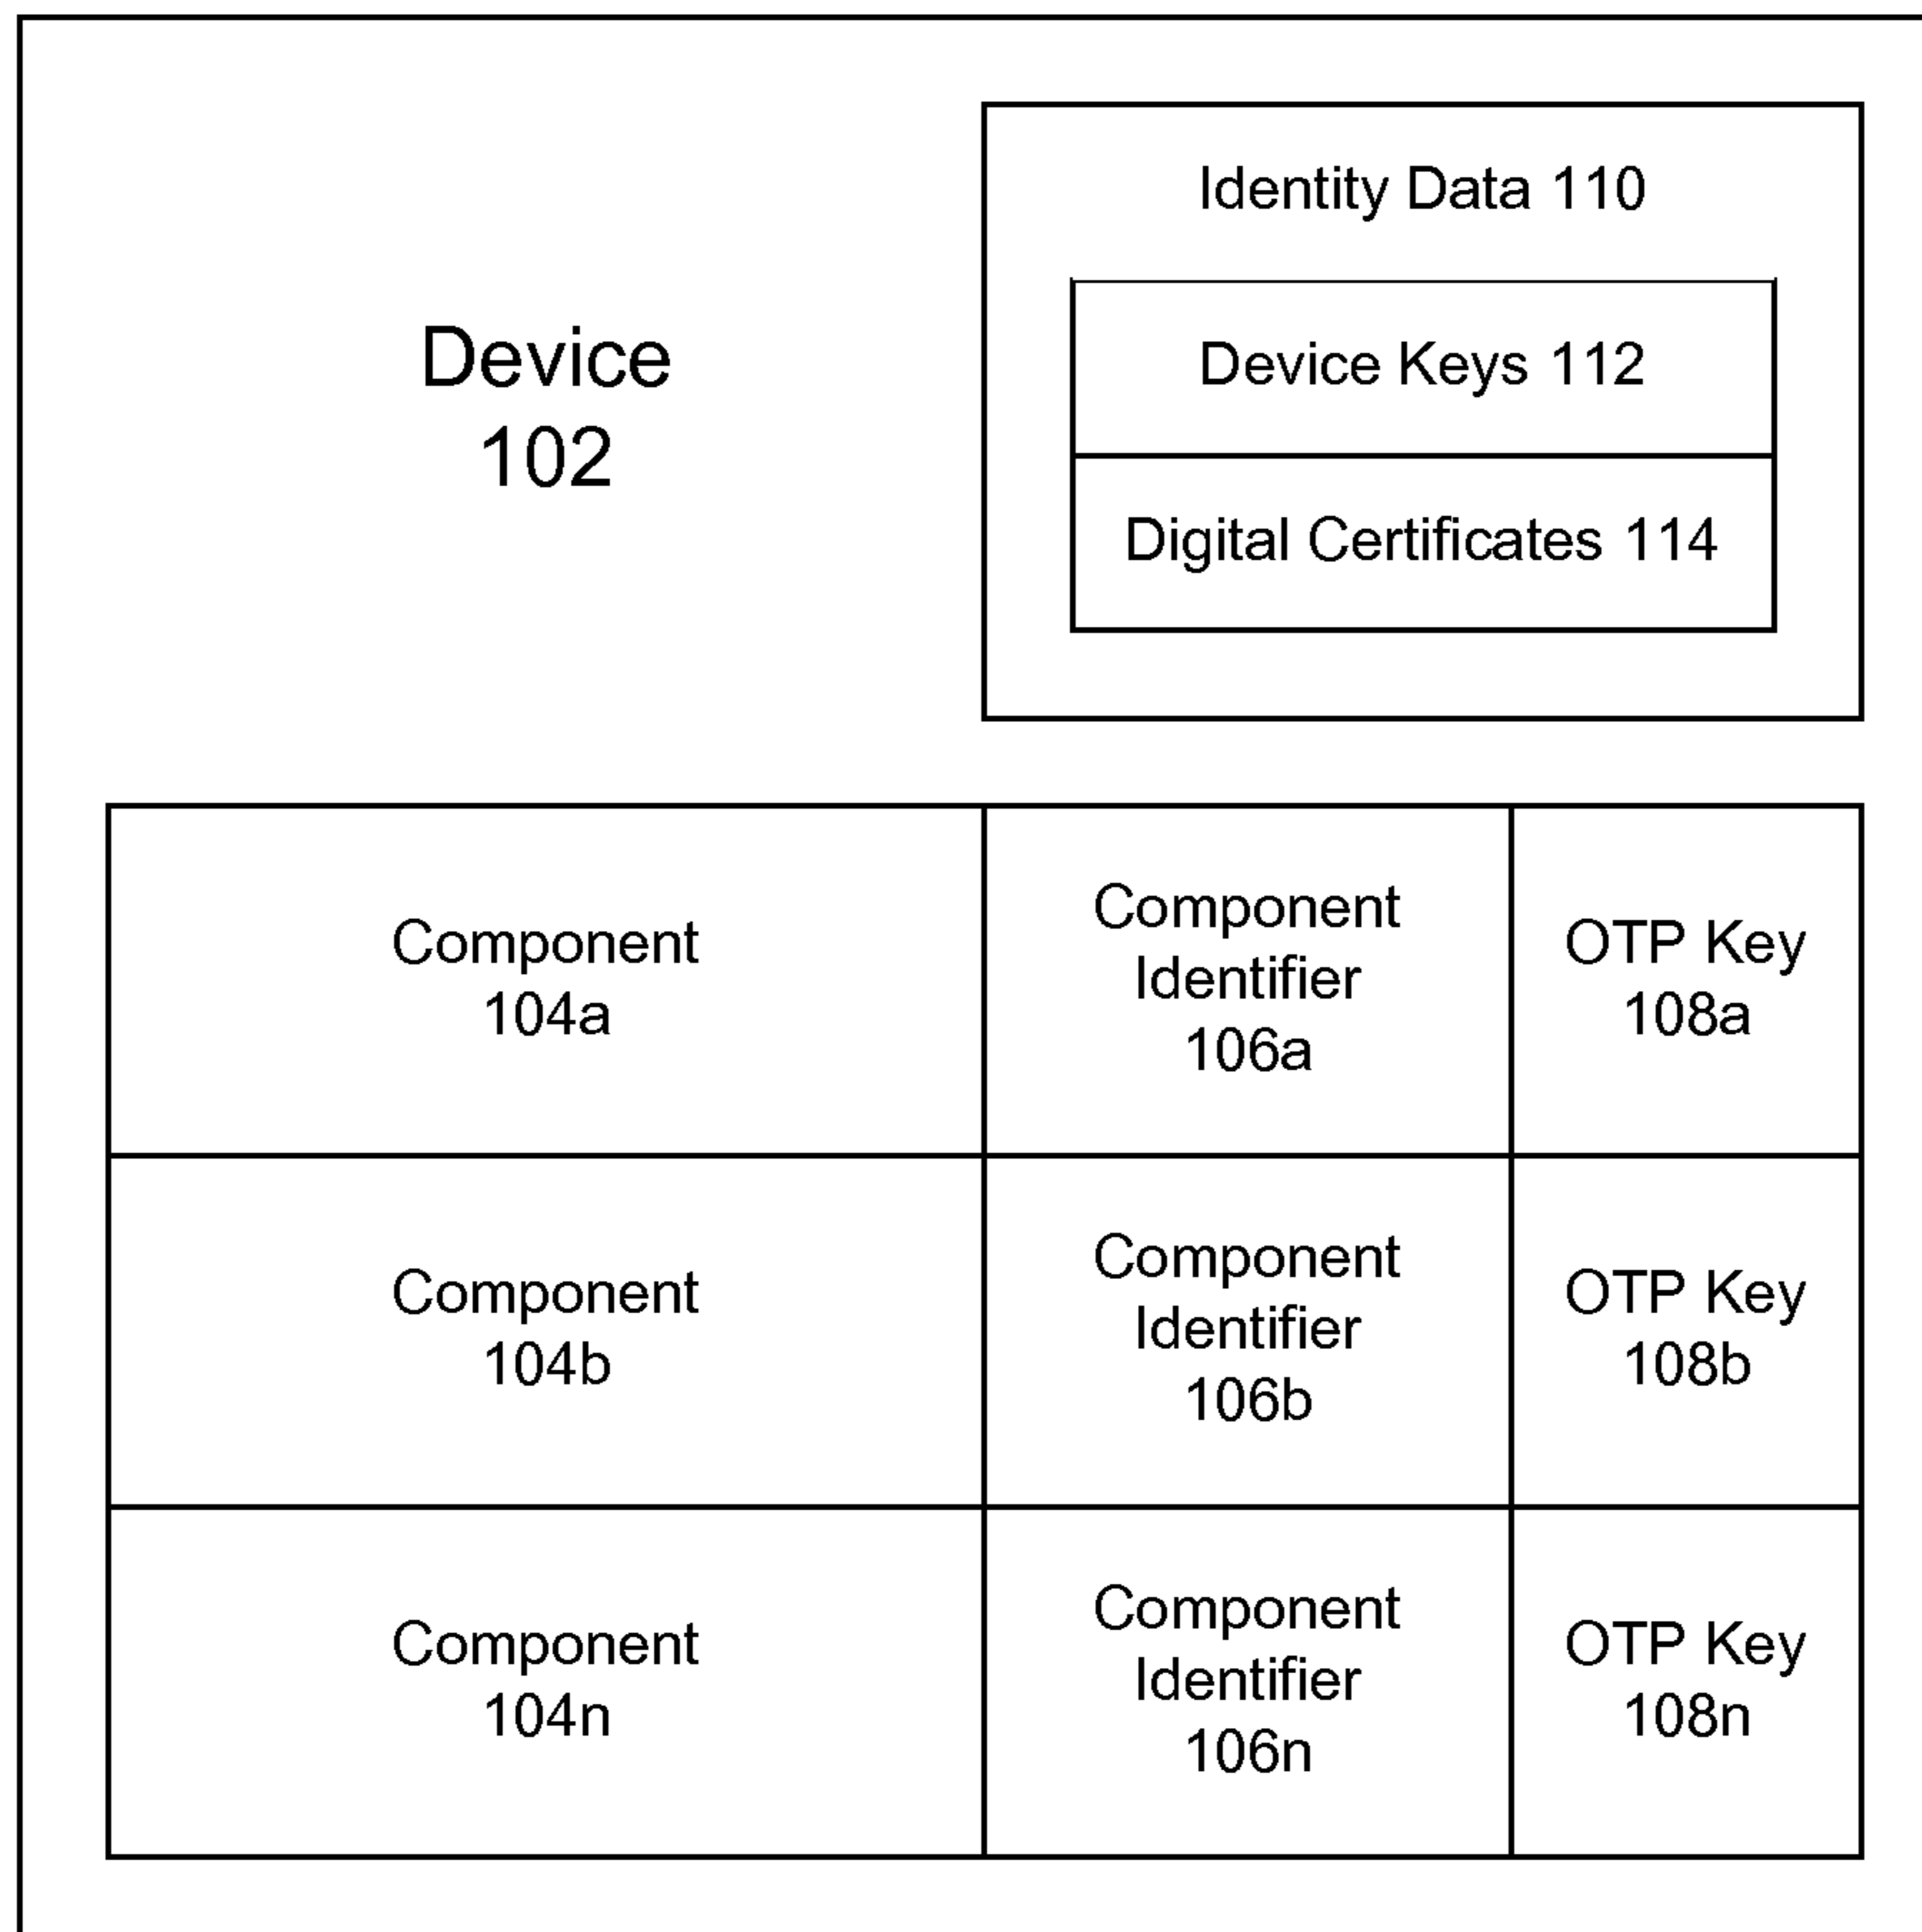 Device
102
Identity Data 110
Device Keys 112
Digital Certificates 114
Component
104a
Component
Identifier
106a
OTP Key
108a
Component
104b
Component
Identifier
106b
OTP Key
108b
Component
104n
Component
Identifier
106n
OTP Key
108n